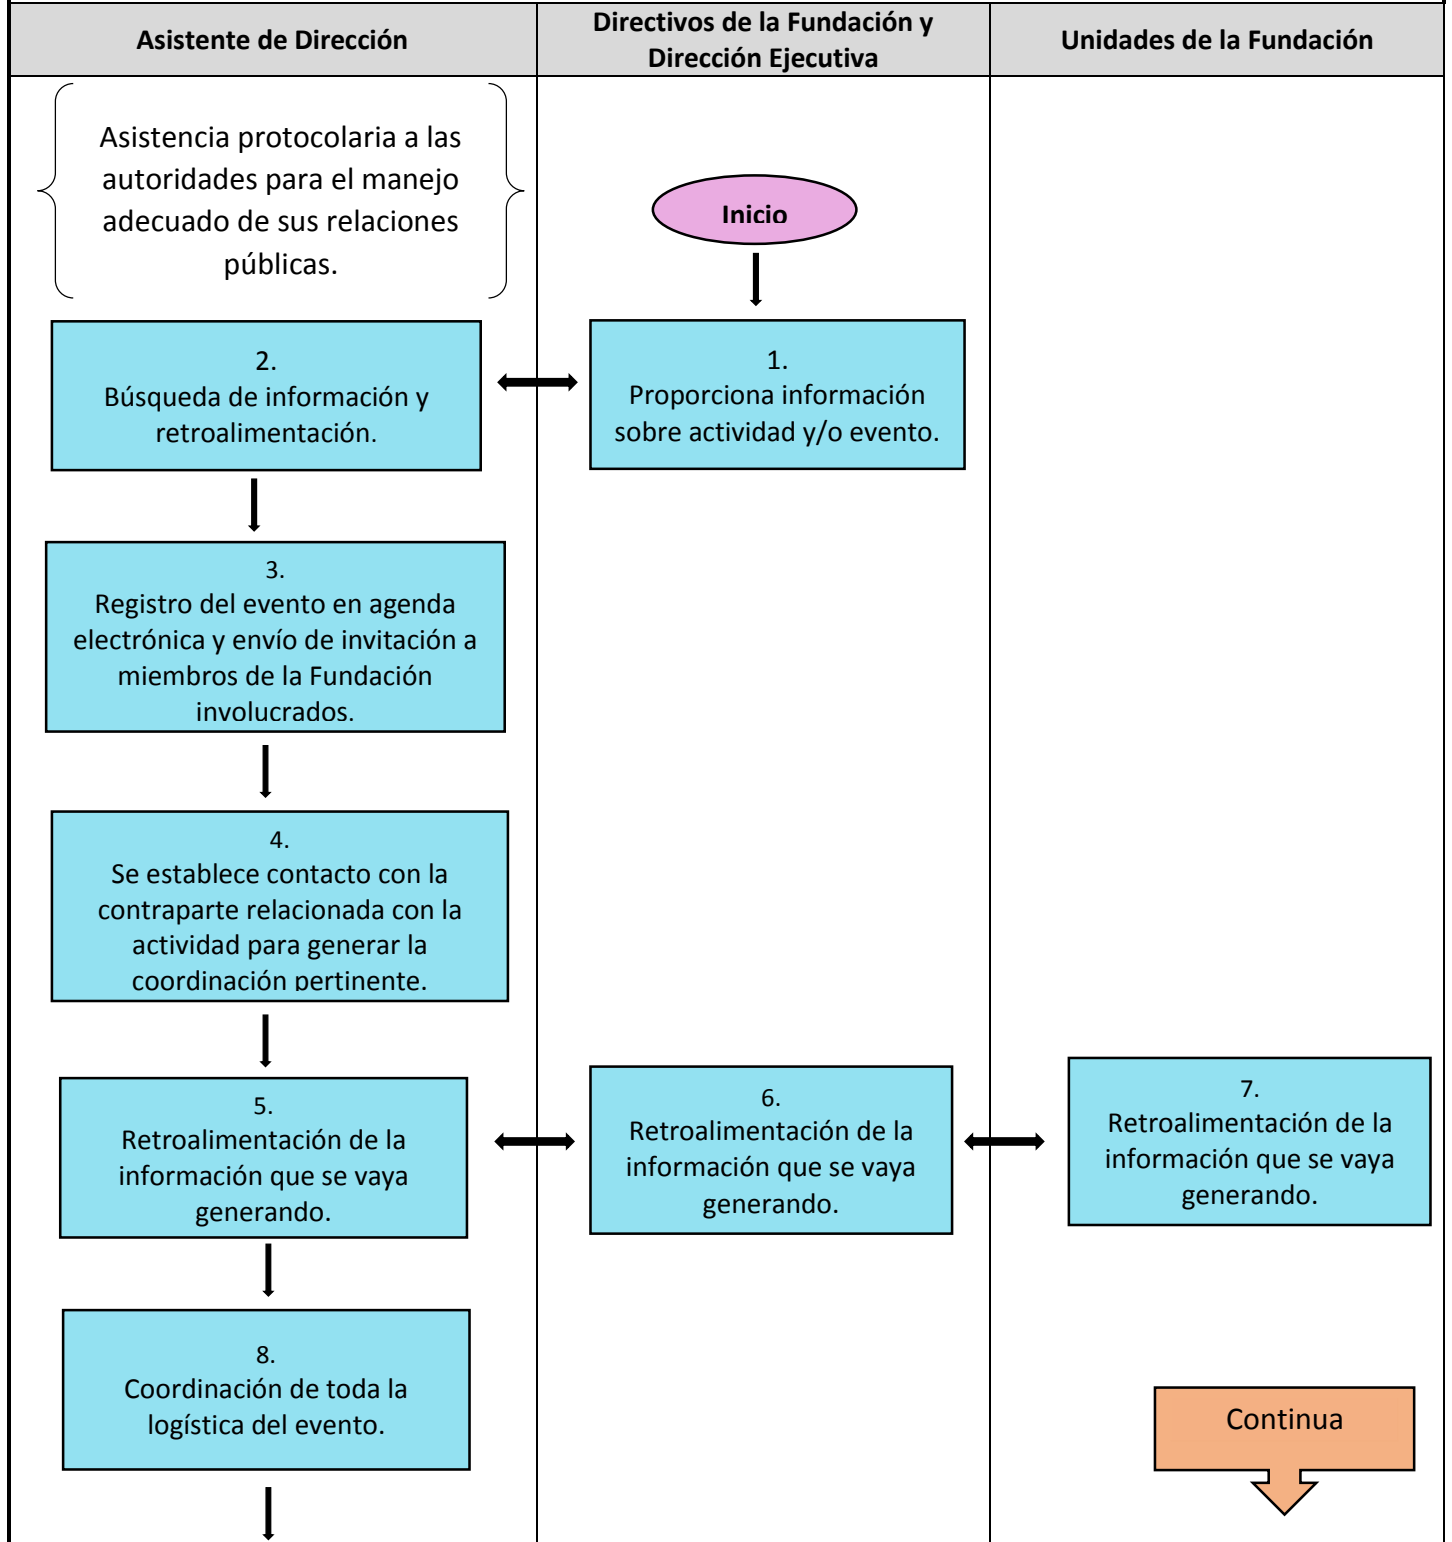 Asistente de Dirección
Directivos de la Fundación y
Dirección Ejecutiva
Unidades de la Fundación
Asistencia protocolaria a las
autoridades para el manejo
adecuado de sus relaciones
públicas.
Inicio
2.
Búsqueda de información y
retroalimentación.
1.
Proporciona información
sobre actividad y/o evento.
3.
Registro del evento en agenda
electrónica y envío de invitación a
miembros de la Fundación
involucrados.
4.
Se establece contacto con la
contraparte relacionada con la
actividad para generar la
coordinación pertinente.
5.
Retroalimentación de la
información que se vaya
generando.
6.
Retroalimentación de la
información que se vaya
generando.
7.
Retroalimentación de la
información que se vaya
generando.
8.
Coordinación de toda la
logística del evento.
Continua